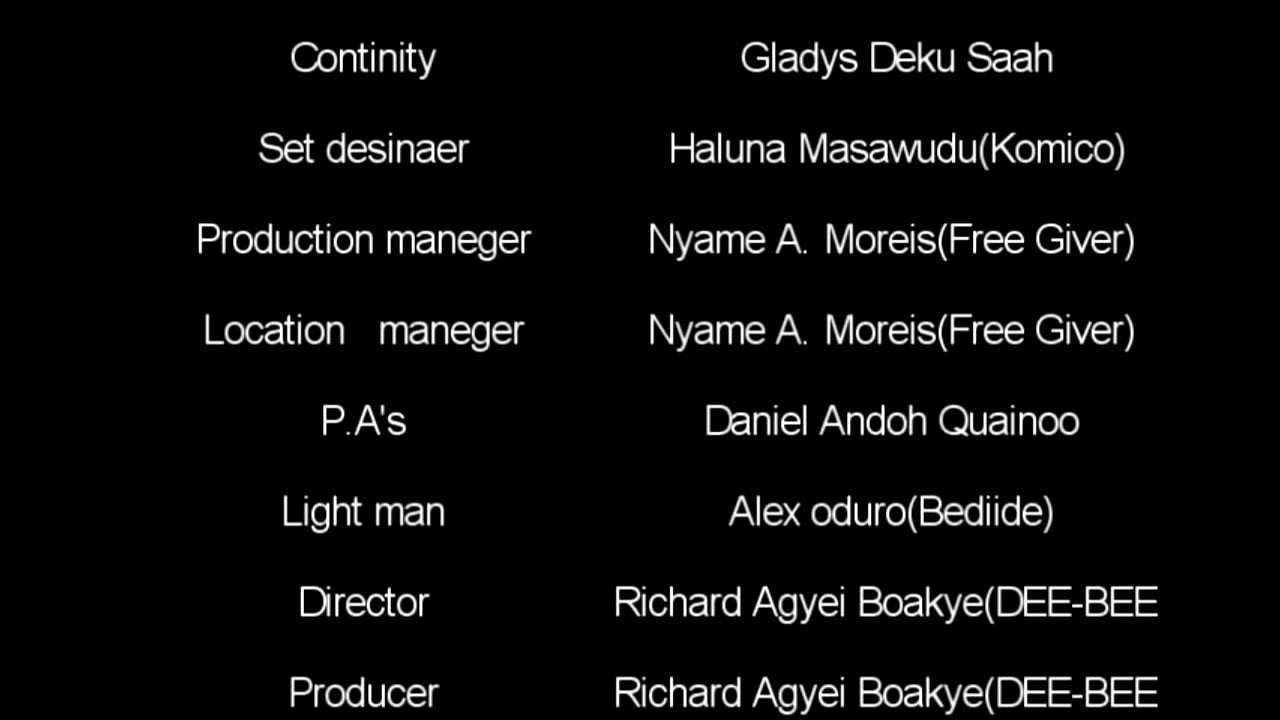 Continity Gladys Deku Saah
Set desinaer Haluna Masawudu(Komico)
Production maneger Nyame A. Moreis(Free Giver)
Location maneger Nyame A. Moreis(Free Giver)
P.A's Daniel Andoh Quainoo
Light man Alex oduro(Bediide)
Director Richard Agyei Boakye(DEE-BEE
Producer Richard Agyei Boakye(DEE-BEE